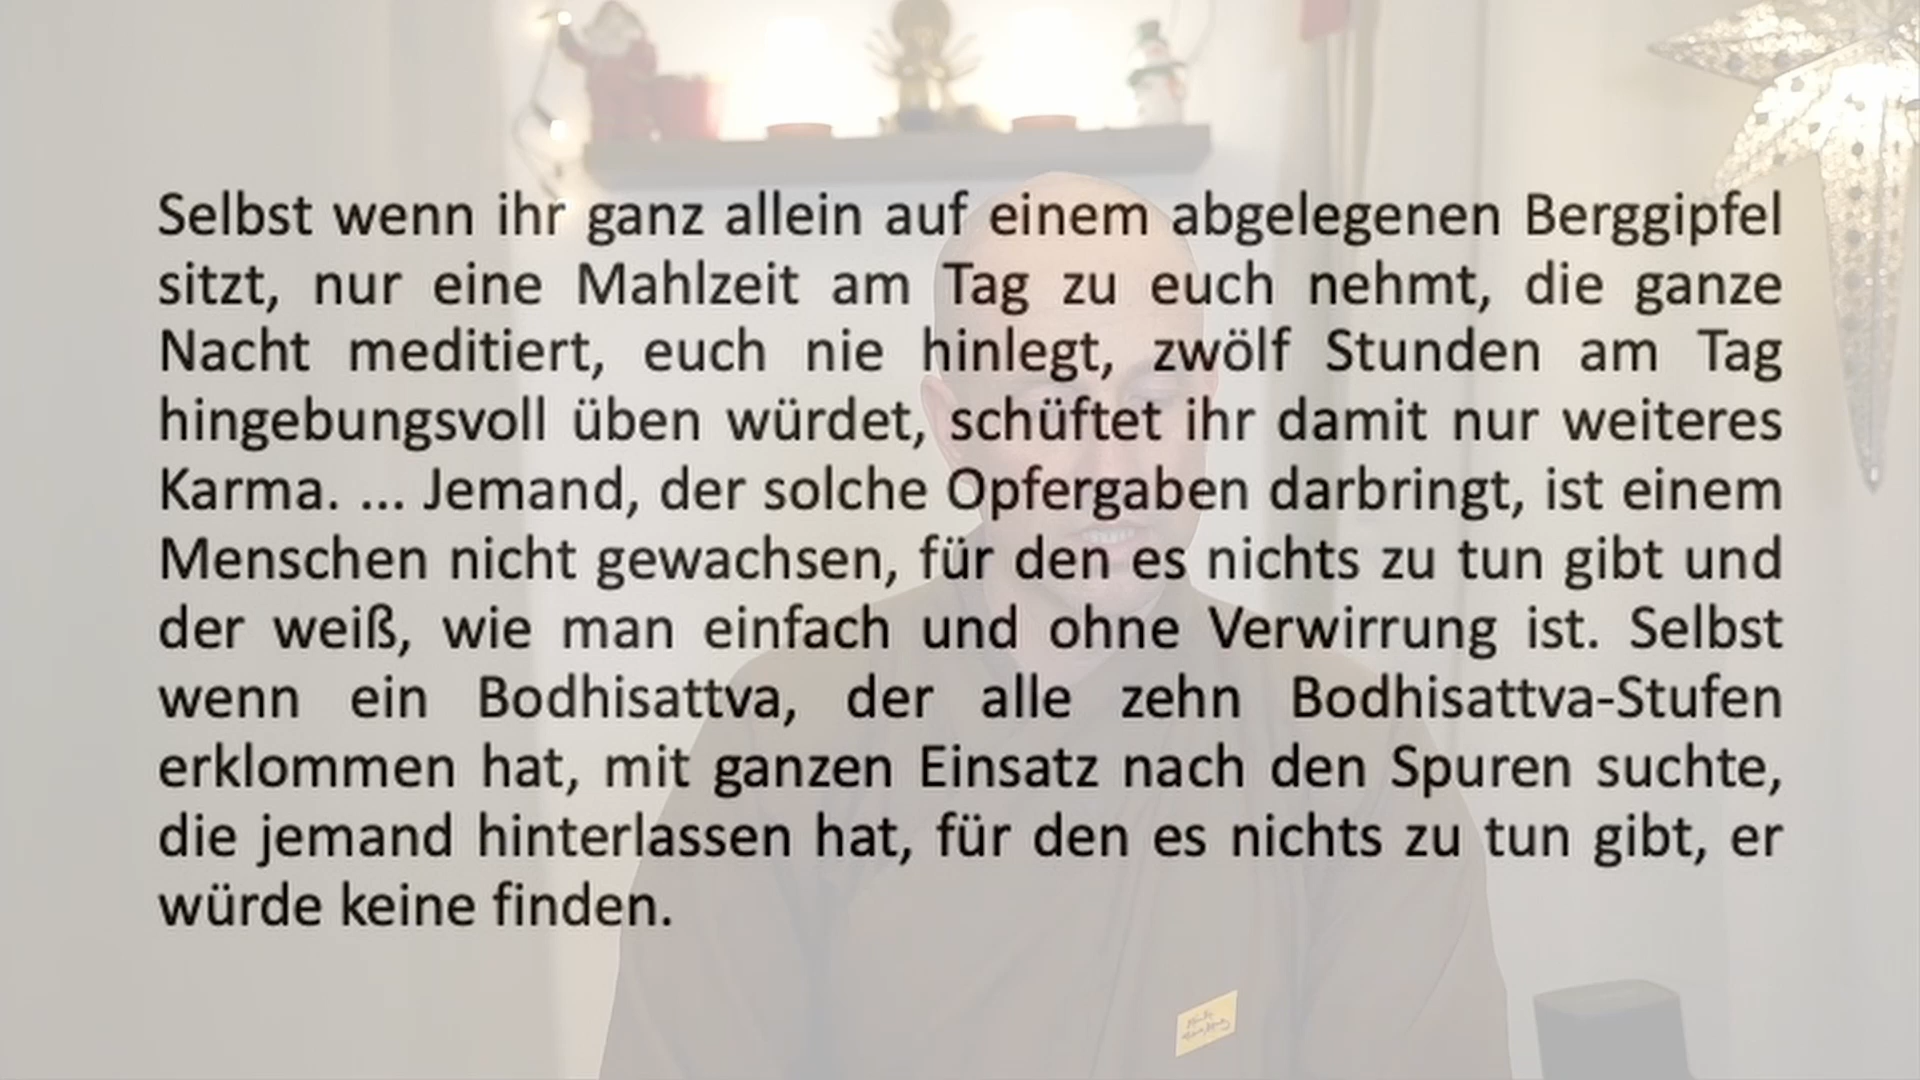 Selbst wenn ihr ganz allein auf einem abgelegenen Berggipfel
sitzt, nur eine Mahlzeit am Tag zu euch nehmt, die ganze
Nacht meditiert, euch nie hinlegt, zwölf Stunden am Tag
hingebungsvoll üben würdet, schüftet ihr damit nur weiteres
Karma. ... Jemand, der solche Opfergaben darbringt, ist einem
Menschen nicht gewachsen, für den es nichts zu tun gibt und
der weiß, wie man einfach und ohne Verwirrung ist. Selbst
wenn ein Bodhisattva, der alle zehn Bodhisattva-Stufen
erklommen hat, mit ganzen Einsatz nach den Spuren suchte,
die jemand hinterlassen hat, für den es nichts zu tun gibt, er
würde keine finden.